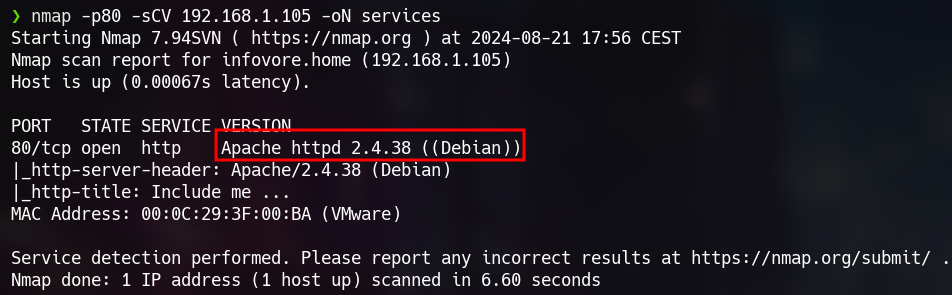 ❯ nmap -p80 -sCV 192.168.1.105 -oN services
Starting Nmap 7.94SVN ( https://nmap.org ) at 2024-08-21 17:56 CEST
Nmap scan report for infovore.home (192.168.1.105)
Host is up (0.00067s latency).
PORT   STATE SERVICE VERSION
80/tcp open  http    Apache httpd 2.4.38 ((Debian))
|_http-server-header: Apache/2.4.38 (Debian)
|_http-title: Include me ...
MAC Address: 00:0C:29:3F:00:BA (VMware)
Service detection performed. Please report any incorrect results at https://nmap.org/submit/ .
Nmap done: 1 IP address (1 host up) scanned in 6.60 seconds